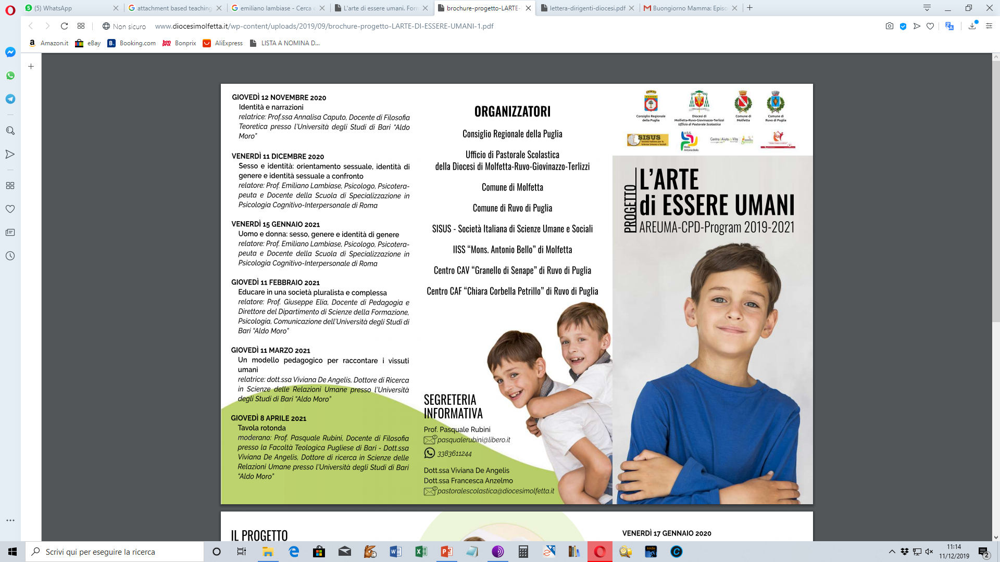 (5) WhatsApp
attachment based teaching
emiliano lambiase - Cerca c
L'arte di essere umani. Form
brochure-progetto-LARTE-
lettera-dirigenti-diocesi.pdf
Buongiorno Mamma: Episo
Non sicuro
www.diocesimolfetta.it/wp-content/uploads/2019/09/brochure-progetto-LARTE-DI-ESSERE-UMANI-1.pdf
Amazon.it
eBay
Booking.com
Bonprix
AliExpress
LISTA A NOMINA D...
GIOVEDÌ 12 NOVEMBRE 2020
Identità e narrazioni
relatrice: Prof.ssa Annalisa Caputo, Docente di Filosofia
Teoretica presso l'Università degli Studi di Bari “Aldo
Moro”
VENERDÌ 11 DICEMBRE 2020
Sesso e identità: orientamento sessuale, identità di
genere e identità sessuale a confronto
relatore: Prof. Emiliano Lambiase, Psicologo, Psicotera-
peuta e Docente della Scuola di Specializzazione in
Psicologia Cognitivo-Interpersonale di Roma
VENERDÌ 15 GENNAIO 2021
Uomo e donna: sesso, genere e identità di genere
relatore: Prof. Emiliano Lambiase, Psicologo, Psicotera-
peuta e Docente della Scuola di Specializzazione in
Psicologia Cognitivo-Interpersonale di Roma
GIOVEDÌ 11 FEBBRAIO 2021
Educare in una società pluralista e complessa
relatore: Prof. Giuseppe Elia, Docente di Pedagogia e
Direttore del Dipartimento di Scienze della Formazione,
Psicologia, Comunicazione dell'Università degli Studi di
Bari “Aldo Moro”
GIOVEDÌ 11 MARZO 2021
Un modello pedagogico per raccontare i vissuti
umani
relatrice: dott.ssa Viviana De Angelis, Dottore di Ricerca
in Scienze delle Relazioni Umane presso l'Università
degli Studi di Bari “Aldo Moro”
GIOVEDÌ 8 APRILE 2021
Tavola rotonda
moderano: Prof. Pasquale Rubini, Docente di Filosofia
presso la Facoltà Teologica Pugliese di Bari - Dott.ssa
Viviana De Angelis, Dottore di ricerca in Scienze delle
Relazioni Umane presso l'Università degli Studi di Bari
“Aldo Moro”
ORGANIZZATORI
Consiglio Regionale della Puglia
Ufficio di Pastorale Scolastica
della Diocesi di Molfetta-Ruvo-Giovinazzo-Terlizzi
Comune di Molfetta
Comune di Ruvo di Puglia
SISUS - Società Italiana di Scienze Umane e Sociali
IISS “Mons. Antonio Bello” di Molfetta
Centro CAV “Granello di Senape” di Ruvo di Puglia
Centro CAF “Chiara Corbella Petrillo” di Ruvo di Puglia
SEGRETERIA
INFORMATIVA
Prof. Pasquale Rubini
pasqualerubini@libero.it
3383611244
Dott.ssa Viviana De Angelis
Dott.ssa Francesca Anzelmo
pastoralescolastica@diocesimolfetta.it
Consiglio Regionale
della Puglia
Diocesi di
Molfetta-Ruvo-Giovinazzo-Terlizzi
Ufficio di Pastorale Scolastica
Comune di
Molfetta
Comune di
Ruvo di Puglia
SISUS
PROGETTO
L'ARTE
di ESSERE UMANI
AREUMA-CPD-Program 2019-2021
IL PROGETTO
VENERDÌ 17 GENNAIO 2020
Scrivi qui per eseguire la ricerca
11:14
11/12/2019
2